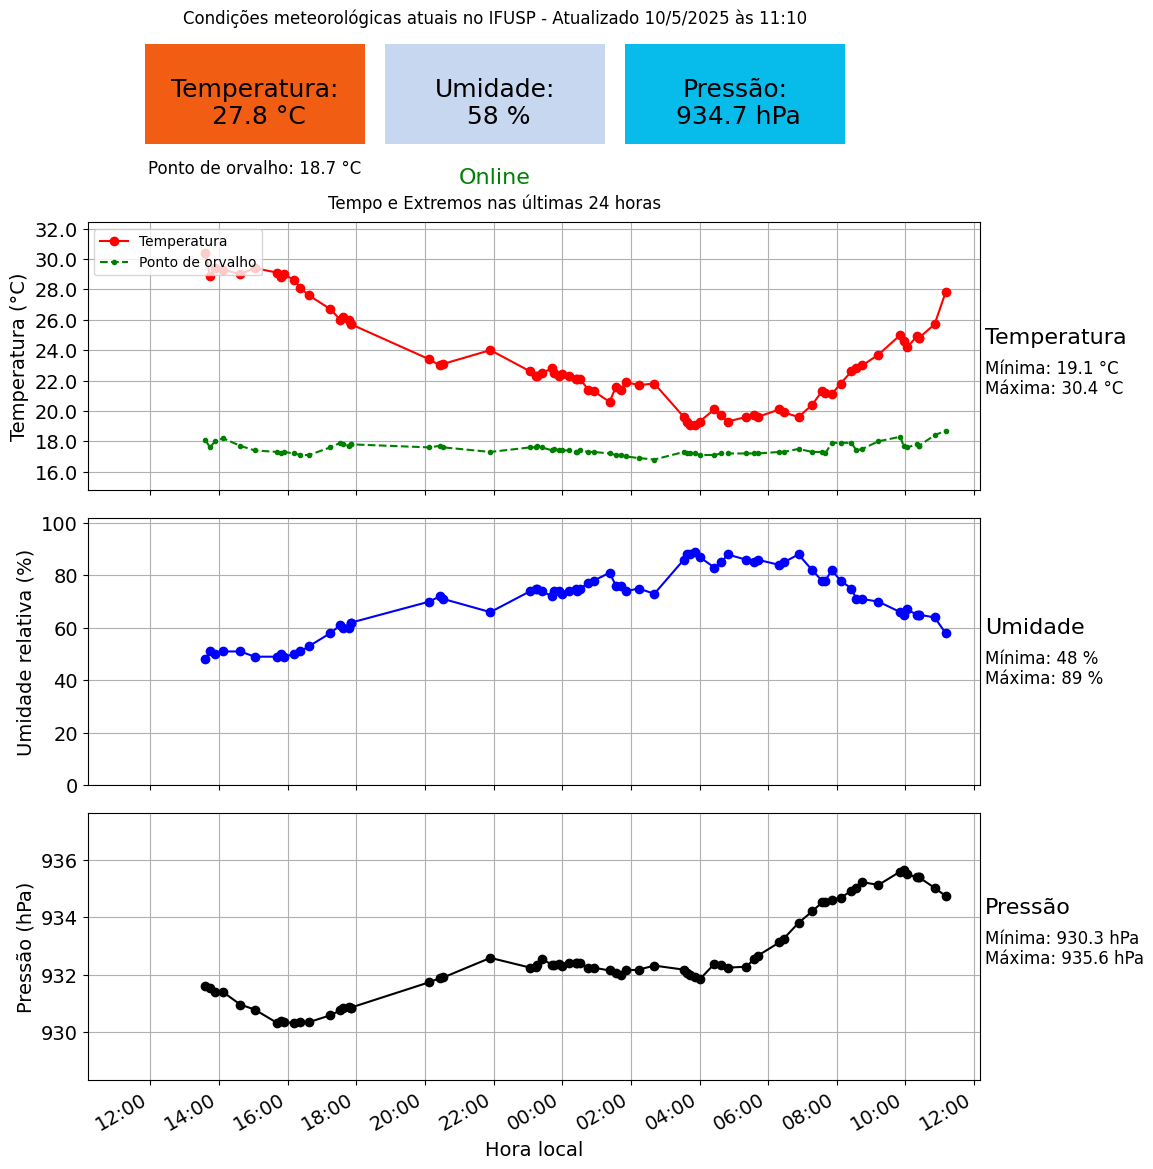 Condições meteorológicas atuais no IFUSP - Atualizado 10/5/2025 às 11:10
Temperatura:
27.8 °C
Umidade:
58 %
Pressão:
934.7 hPa
Ponto de orvalho: 18.7 °C
Online
Tempo e Extremos nas últimas 24 horas
Temperatura (°C)
32.0
30.0
28.0
26.0
24.0
22.0
20.0
18.0
16.0
Temperatura
Ponto de orvalho
Temperatura
Mínima: 19.1 °C
Máxima: 30.4 °C
Umidade relativa (%)
100
80
60
40
20
0
Umidade
Mínima: 48 %
Máxima: 89 %
Pressão (hPa)
936
934
932
930
Pressão
Mínima: 930.3 hPa
Máxima: 935.6 hPa
12:00 14:00 16:00 18:00 20:00 22:00 00:00 02:00 04:00 06:00 08:00 10:00 12:00
Hora local